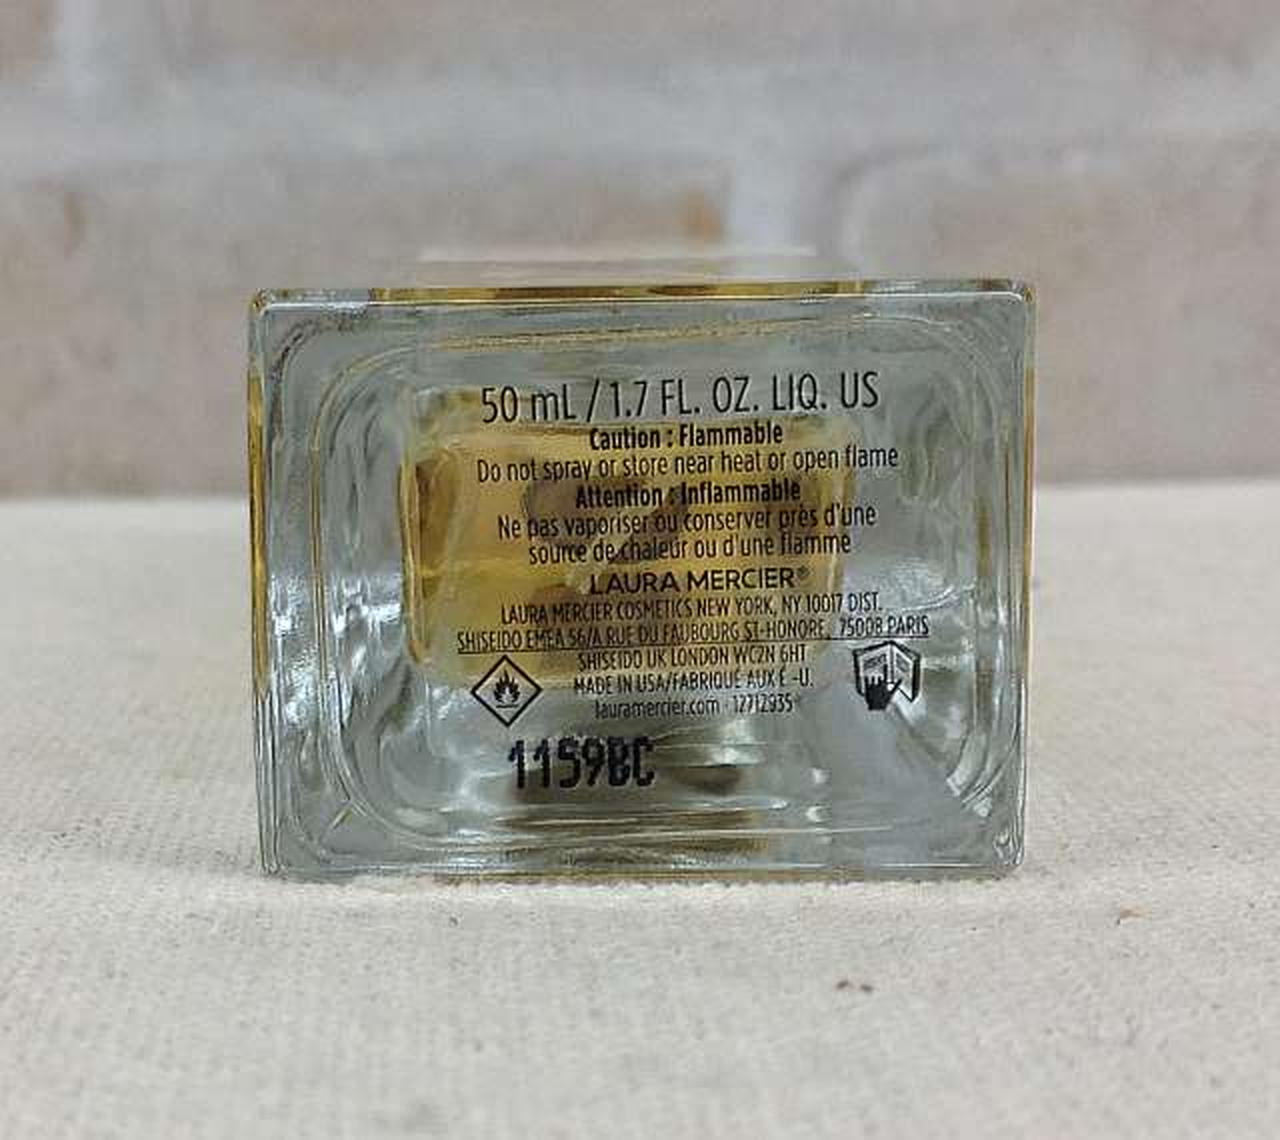 50 mL / 1.7 FL. OZ. LIQ. US
Caution : Flammable
Do not spray or store near heat or open flame
Attention : Inflammable
Ne pas vaporiser ou conserver près d'une
source de chaleur ou d'une flamme
LAURA MERCIER®
LAURA MERCIER COSMETICS NEW YORK, NY 10017 DIST.
SHISEIDO EMEA 56/A RUE DU FAUBOURG ST-HONORE, 75008 PARIS
SHISEIDO UK LONDON WC2N 6HT
MADE IN USA/FABRIQUÉ AUX É.-U.
lauramercier.com · 12712935
1159BC